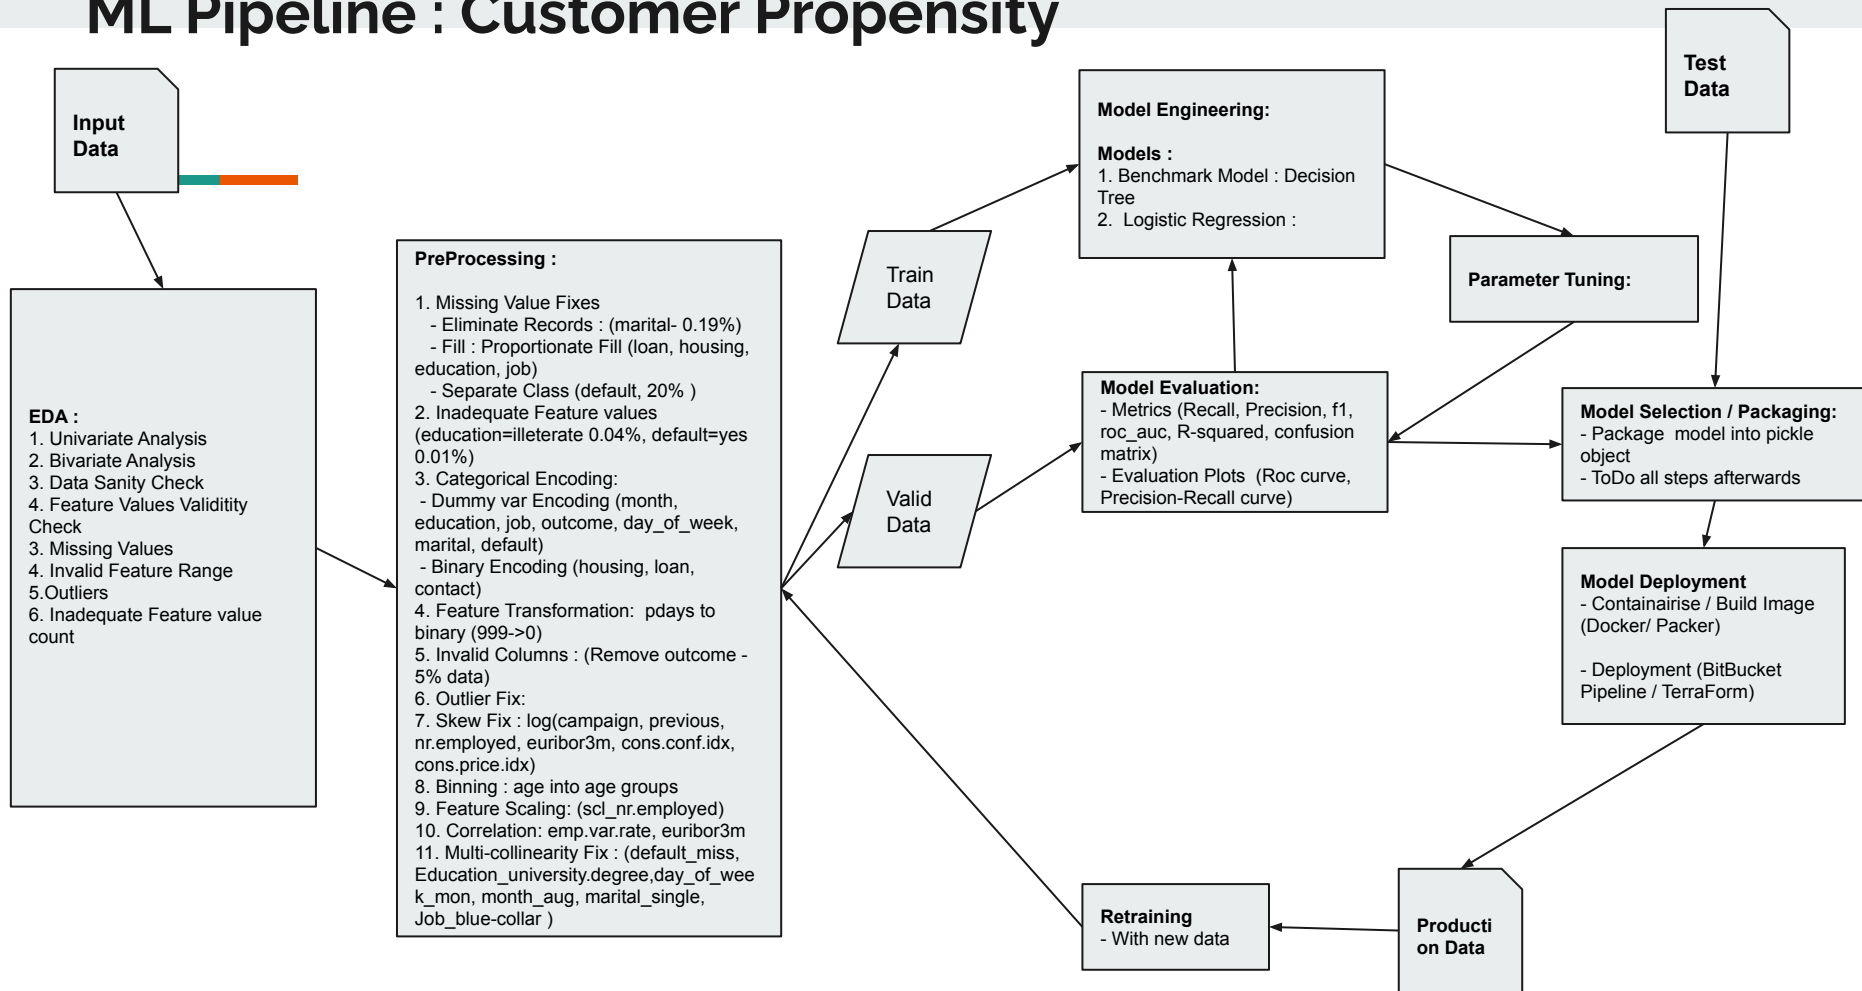 ML Pipeline : Customer Propensity
Input
Data
EDA :
1. Univariate Analysis
2. Bivariate Analysis
3. Data Sanity Check
4. Feature Values Validitity
Check
3. Missing Values
4. Invalid Feature Range
5.Outliers
6. Inadequate Feature value
count
PreProcessing :
1. Missing Value Fixes
- Eliminate Records : (marital- 0.19%)
- Fill : Proportionate Fill (loan, housing,
education, job)
- Separate Class (default, 20% )
2. Inadequate Feature values
(education=illeterate 0.04%, default=yes
0.01%)
3. Categorical Encoding:
- Dummy var Encoding (month,
education, job, outcome, day_of_week,
marital, default)
- Binary Encoding (housing, loan,
contact)
4. Feature Transformation:  pdays to
binary (999->0)
5. Invalid Columns : (Remove outcome -
5% data)
6. Outlier Fix:
7. Skew Fix : log(campaign, previous,
nr.employed, euribor3m, cons.conf.idx,
cons.price.idx)
8. Binning : age into age groups
9. Feature Scaling: (scl_nr.employed)
10. Correlation: emp.var.rate, euribor3m
11. Multi-collinearity Fix : (default_miss,
Education_university.degree,day_of_wee
k_mon, month_aug, marital_single,
Job_blue-collar )
Train
Data
Valid
Data
Model Engineering:
Models :
1. Benchmark Model : Decision
Tree
2.  Logistic Regression :
Parameter Tuning:
Model Evaluation:
- Metrics (Recall, Precision, f1,
roc_auc, R-squared, confusion
matrix)
- Evaluation Plots  (Roc curve,
Precision-Recall curve)
Test
Data
Model Selection / Packaging:
- Package  model into pickle
object
- ToDo all steps afterwards
Model Deployment
- Containairise / Build Image
(Docker/ Packer)
- Deployment (BitBucket
Pipeline / TerraForm)
Producti
on Data
Retraining
- With new data